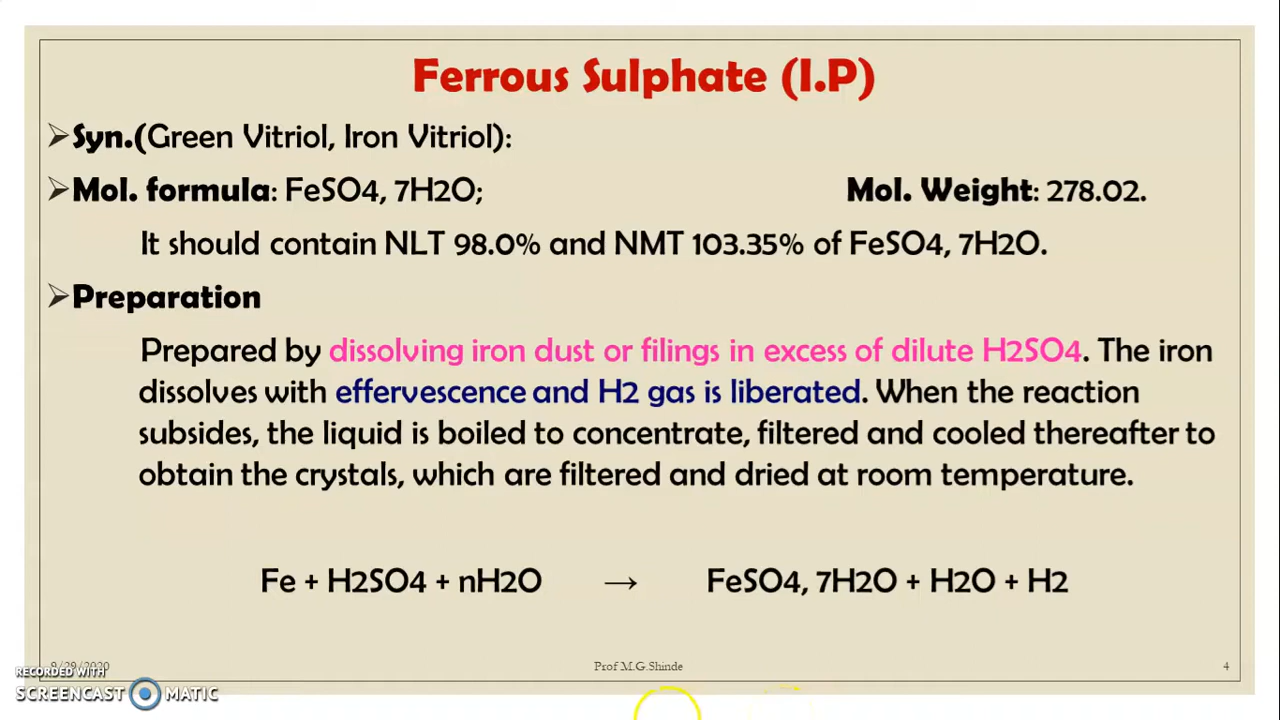 Ferrous Sulphate (I.P)
Syn.(Green Vitriol, Iron Vitriol):
Mol. formula: FeSO4, 7H2O; Mol. Weight: 278.02.
It should contain NLT 98.0% and NMT 103.35% of FeSO4, 7H2O.
Preparation
Prepared by dissolving iron dust or filings in excess of dilute H2SO4. The iron
dissolves with effervescence and H2 gas is liberated. When the reaction
subsides, the liquid is boiled to concentrate, filtered and cooled thereafter to
obtain the crystals, which are filtered and dried at room temperature.
Fe + H2SO4 + nH2O → FeSO4, 7H2O + H2O + H2
9/29/2020 Prof M.G.Shinde 4
RECORDED WITH
SCREENCAST MATIC